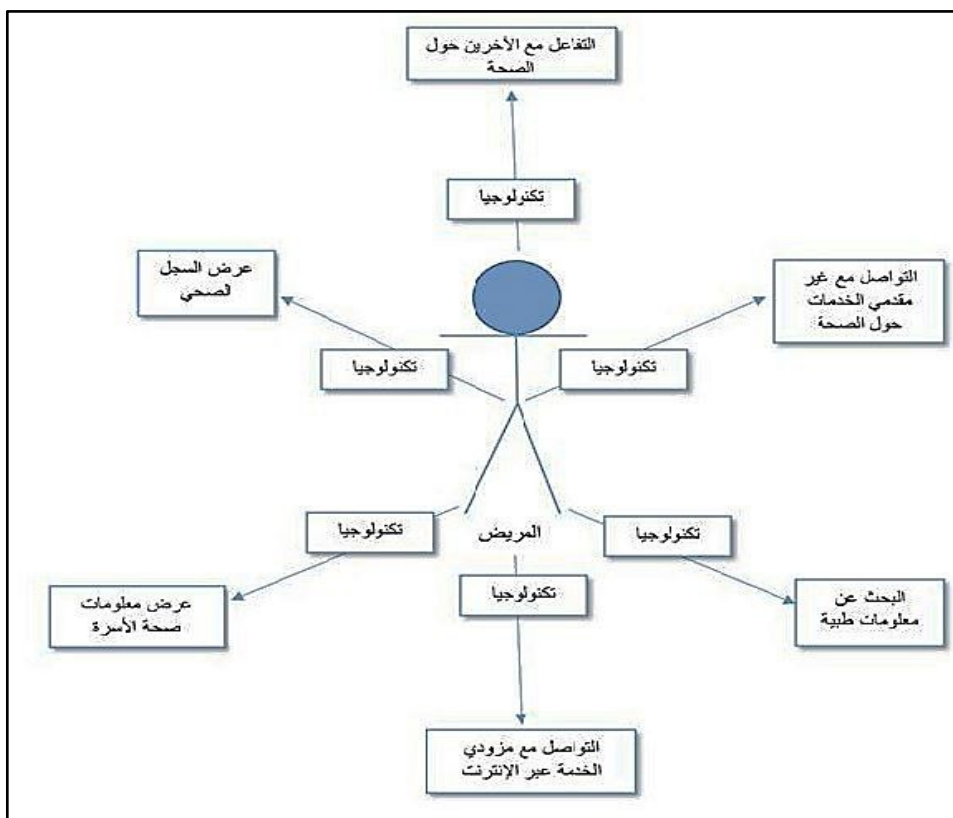 التفاعل مع الأخرين حول
الصحة
تكنولوجيا
التواصل مع غير
مقدمي الخدمات
حول الصحة
تكنولوجيا
عرض السجل
الصحي
تكنولوجيا
المريض
تكنولوجيا
البحث عن
معلومات طبية
تكنولوجيا
عرض معلومات
صحة الأسرة
تكنولوجيا
التواصل مع مزودي
الخدمة عبر الإنترنت